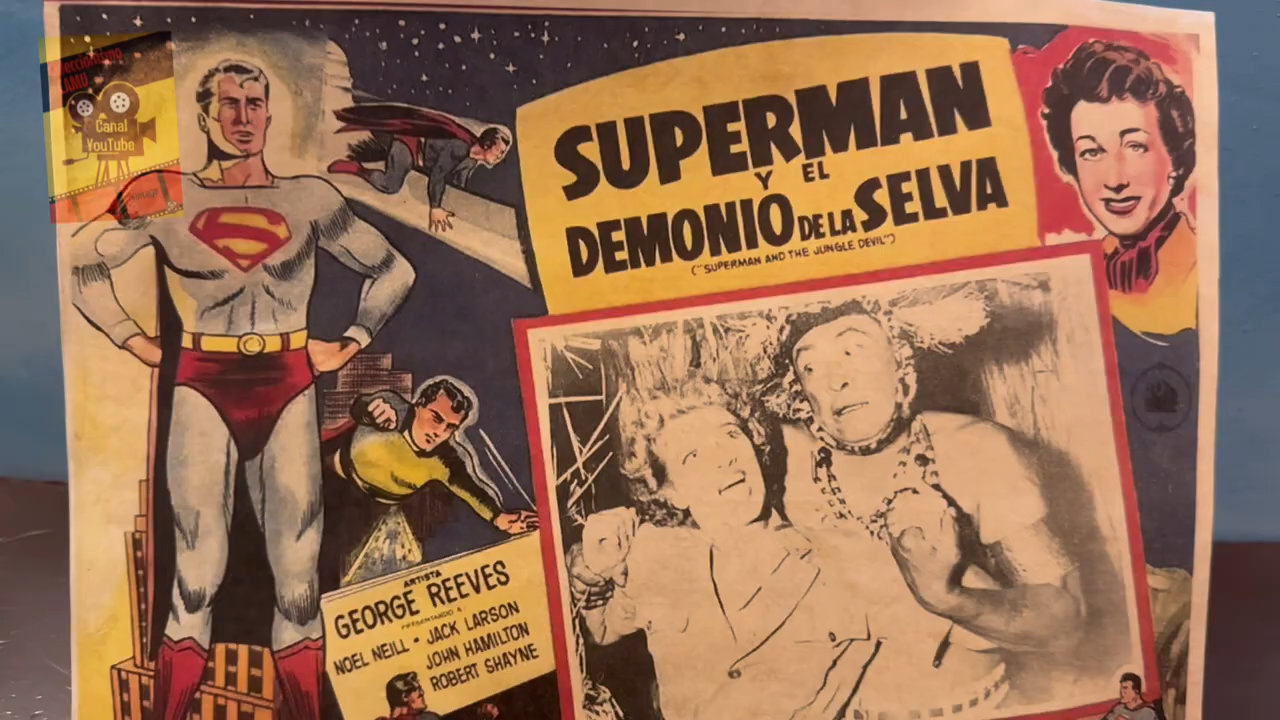 Canal
YouTube
SUPERMAN
Y EL
DEMONIO DE LA SELVA
("SUPERMAN AND THE JUNGLE DEVIL")
ARTISTA
GEORGE REEVES
PRESENTANDO A:
NOEL NEILL • JACK LARSON
JOHN HAMILTON
ROBERT SHAYNE